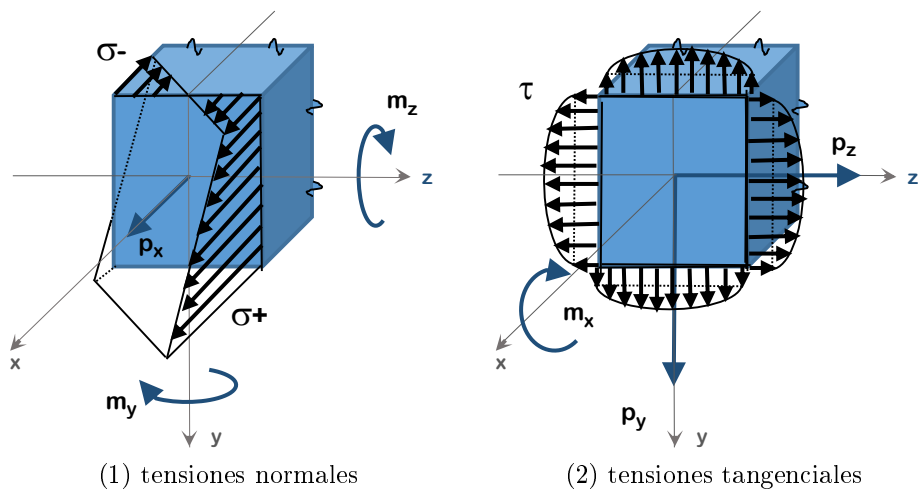 σ-
m_z
z
p_x
σ+
x
m_y
y
(1) tensiones normales
τ
p_z
z
m_x
x
p_y
y
(2) tensiones tangenciales